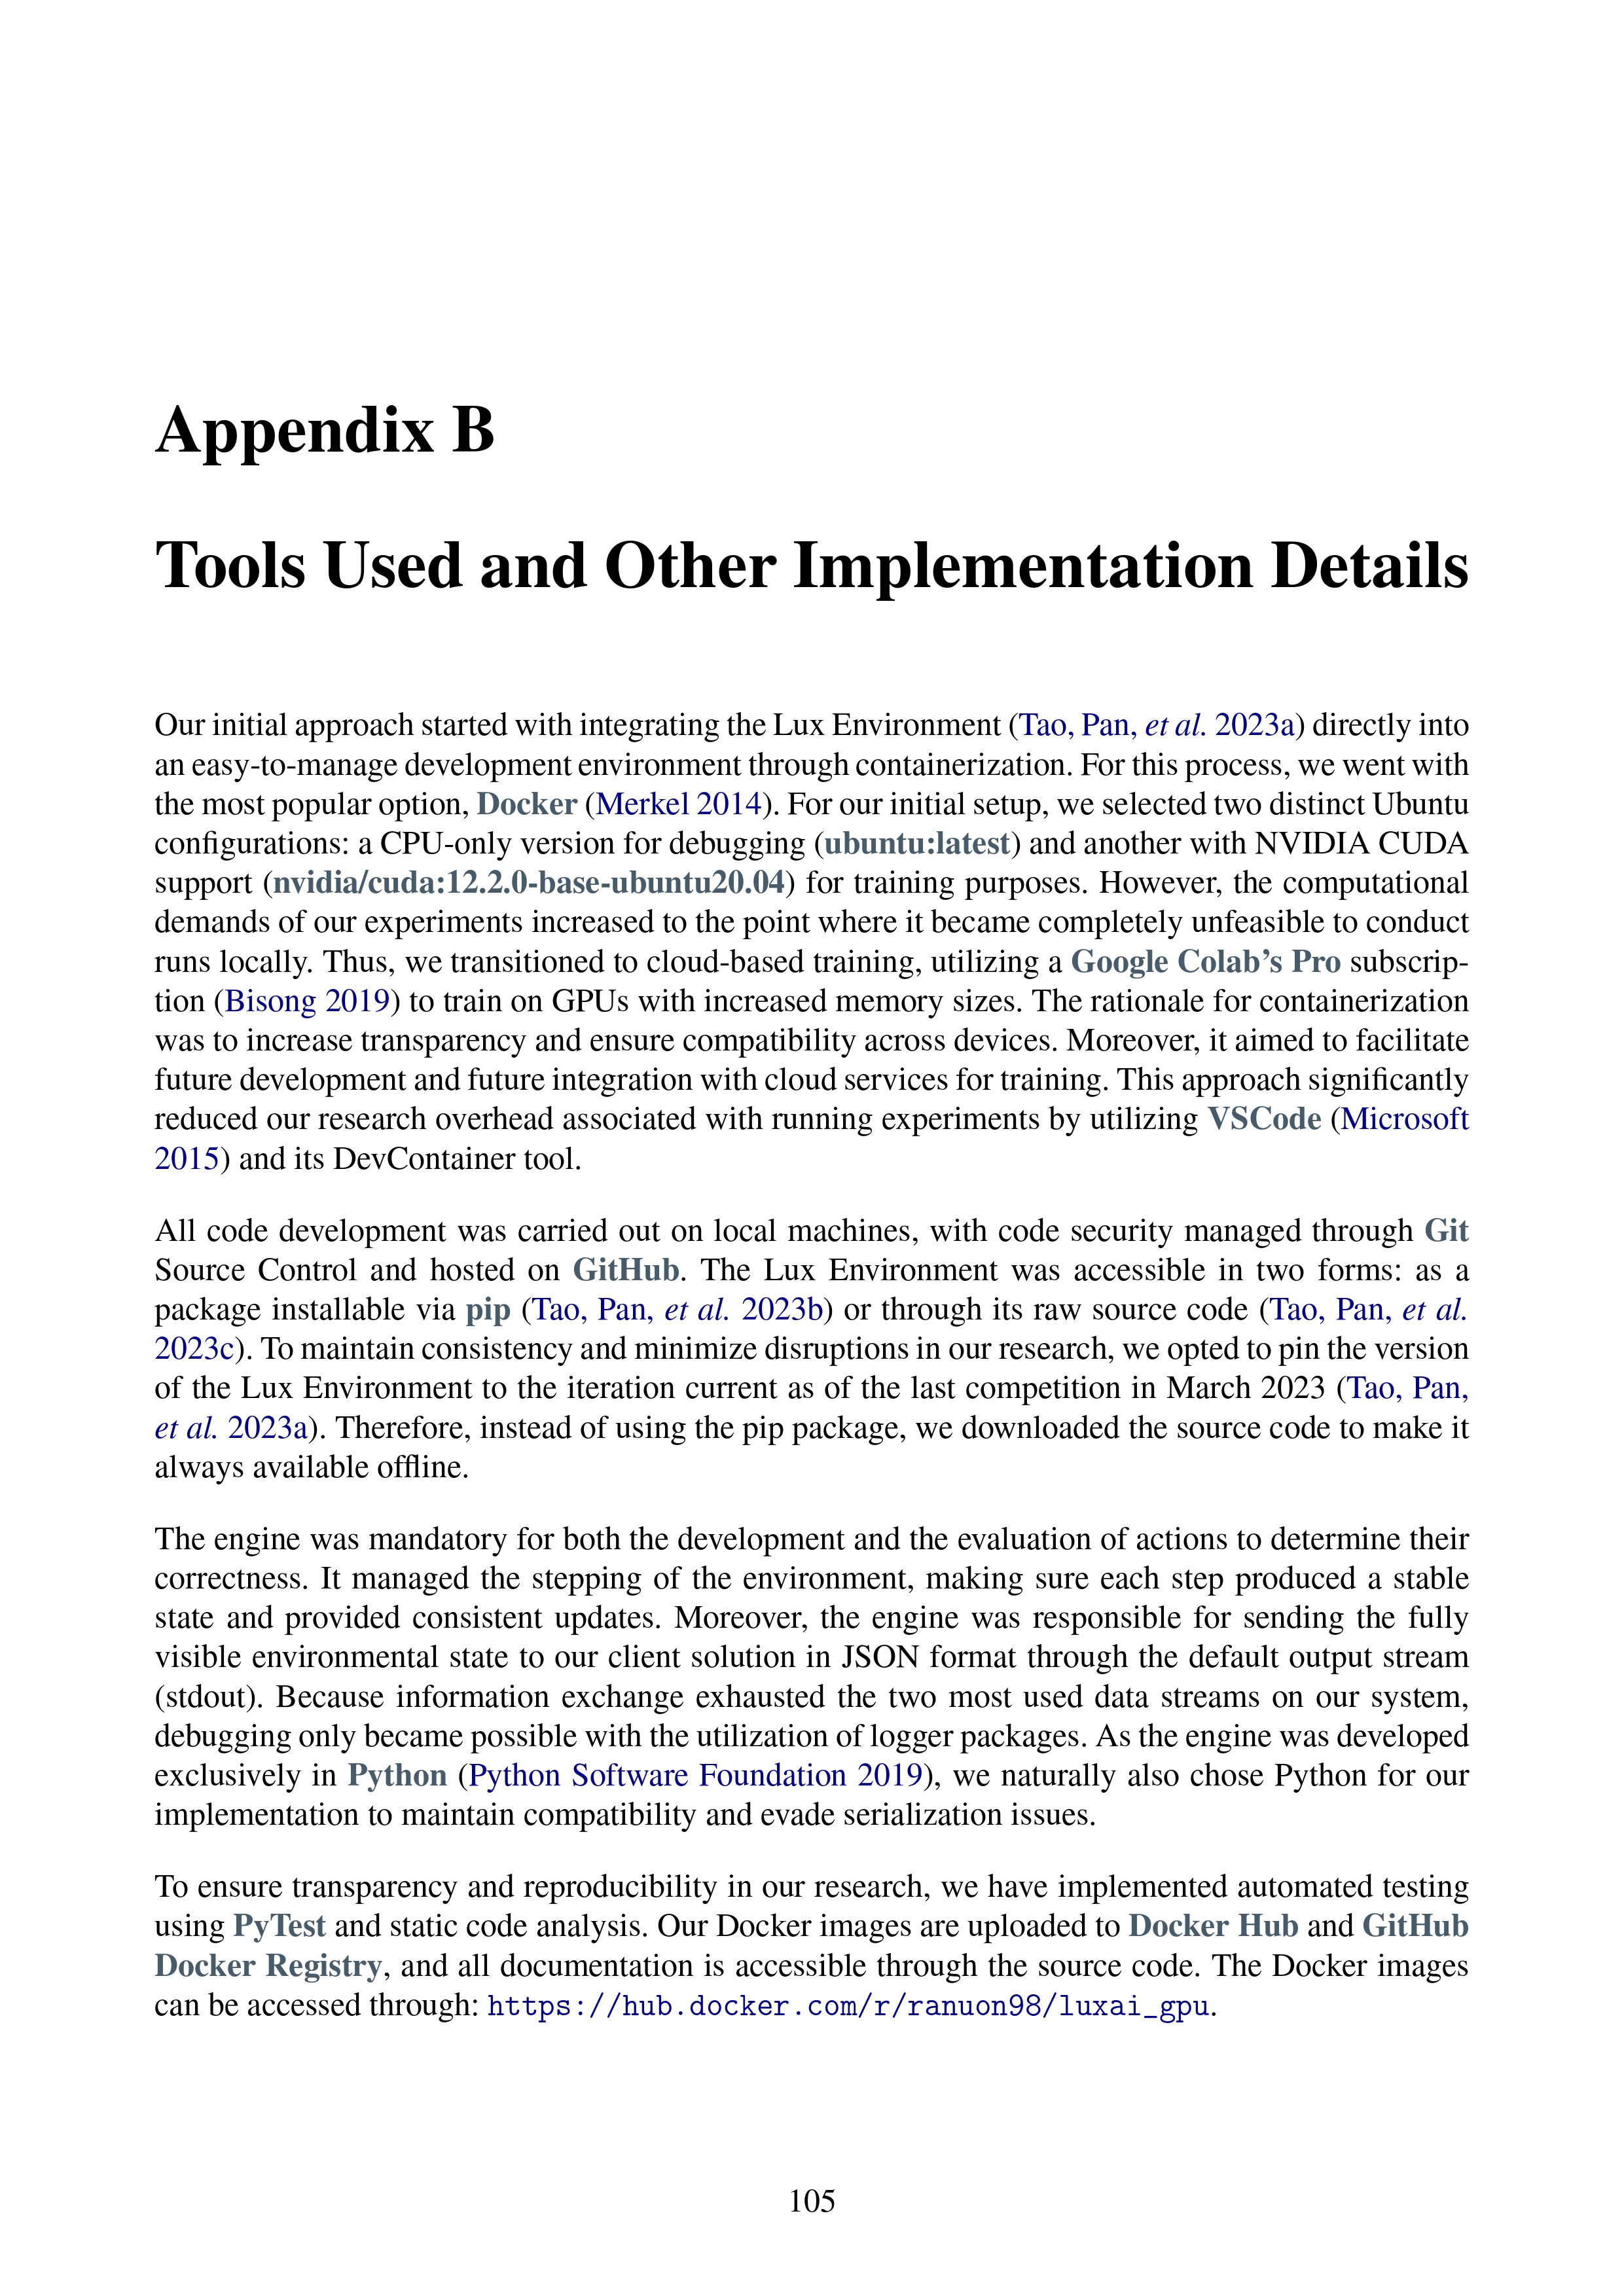 Appendix B
Tools Used and Other Implementation Details
Our initial approach started with integrating the Lux Environment (Tao, Pan, et al. 2023a) directly into
an easy-to-manage development environment through containerization. For this process, we went with
the most popular option, Docker (Merkel 2014). For our initial setup, we selected two distinct Ubuntu
configurations: a CPU-only version for debugging (ubuntu:latest) and another with NVIDIA CUDA
support (nvidia/cuda:12.2.0-base-ubuntu20.04) for training purposes. However, the computational
demands of our experiments increased to the point where it became completely unfeasible to conduct
runs locally. Thus, we transitioned to cloud-based training, utilizing a Google Colab's Pro subscrip-
tion (Bisong 2019) to train on GPUs with increased memory sizes. The rationale for containerization
was to increase transparency and ensure compatibility across devices. Moreover, it aimed to facilitate
future development and future integration with cloud services for training. This approach significantly
reduced our research overhead associated with running experiments by utilizing VSCode (Microsoft
2015) and its DevContainer tool.
All code development was carried out on local machines, with code security managed through Git
Source Control and hosted on GitHub. The Lux Environment was accessible in two forms: as a
package installable via pip (Tao, Pan, et al. 2023b) or through its raw source code (Tao, Pan, et al.
2023c). To maintain consistency and minimize disruptions in our research, we opted to pin the version
of the Lux Environment to the iteration current as of the last competition in March 2023 (Tao, Pan,
et al. 2023a). Therefore, instead of using the pip package, we downloaded the source code to make it
always available offline.
The engine was mandatory for both the development and the evaluation of actions to determine their
correctness. It managed the stepping of the environment, making sure each step produced a stable
state and provided consistent updates. Moreover, the engine was responsible for sending the fully
visible environmental state to our client solution in JSON format through the default output stream
(stdout). Because information exchange exhausted the two most used data streams on our system,
debugging only became possible with the utilization of logger packages. As the engine was developed
exclusively in Python (Python Software Foundation 2019), we naturally also chose Python for our
implementation to maintain compatibility and evade serialization issues.
To ensure transparency and reproducibility in our research, we have implemented automated testing
using PyTest and static code analysis. Our Docker images are uploaded to Docker Hub and GitHub
Docker Registry, and all documentation is accessible through the source code. The Docker images
can be accessed through: https://hub.docker.com/r/ranuon98/luxai_gpu.
105